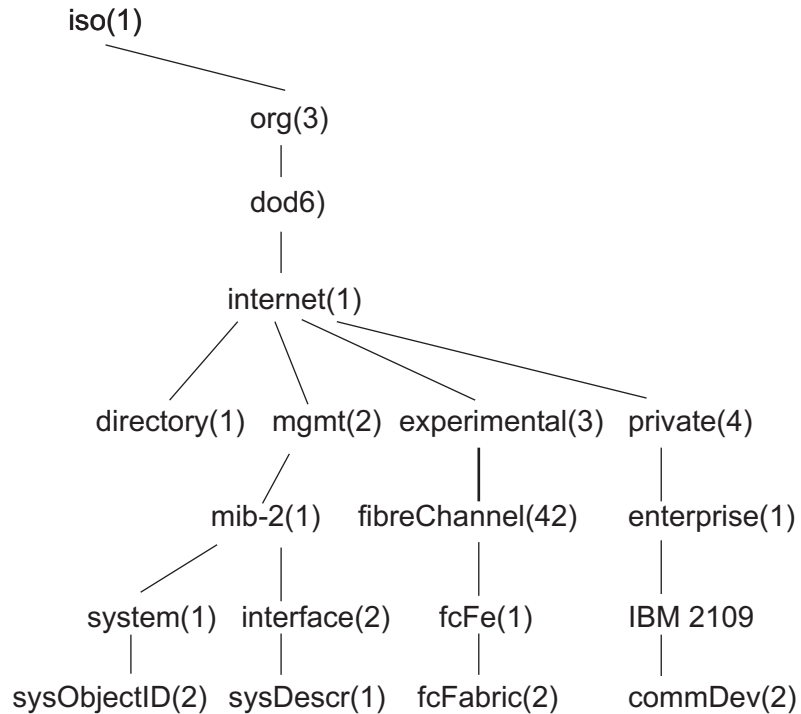 iso(1)
org(3)
dod6)
internet(1)
directory(1) mgmt(2) experimental(3) private(4)
mib-2(1) fibreChannel(42) enterprise(1)
system(1) interface(2) fcFe(1) IBM 2109
sysObjectID(2) sysDescr(1) fcFabric(2) commDev(2)